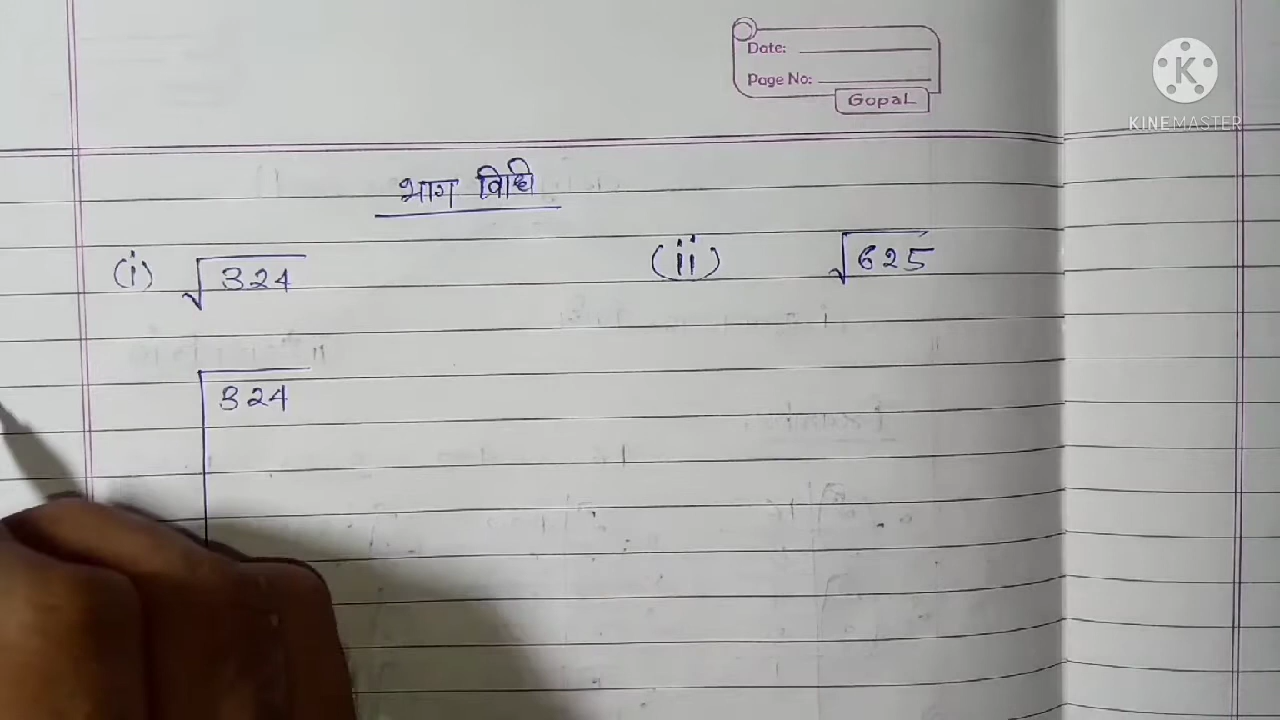 Date:
Page No:
Gopal
KINEMASTER
भाग विधि
(i) √324
(ii) √625
324